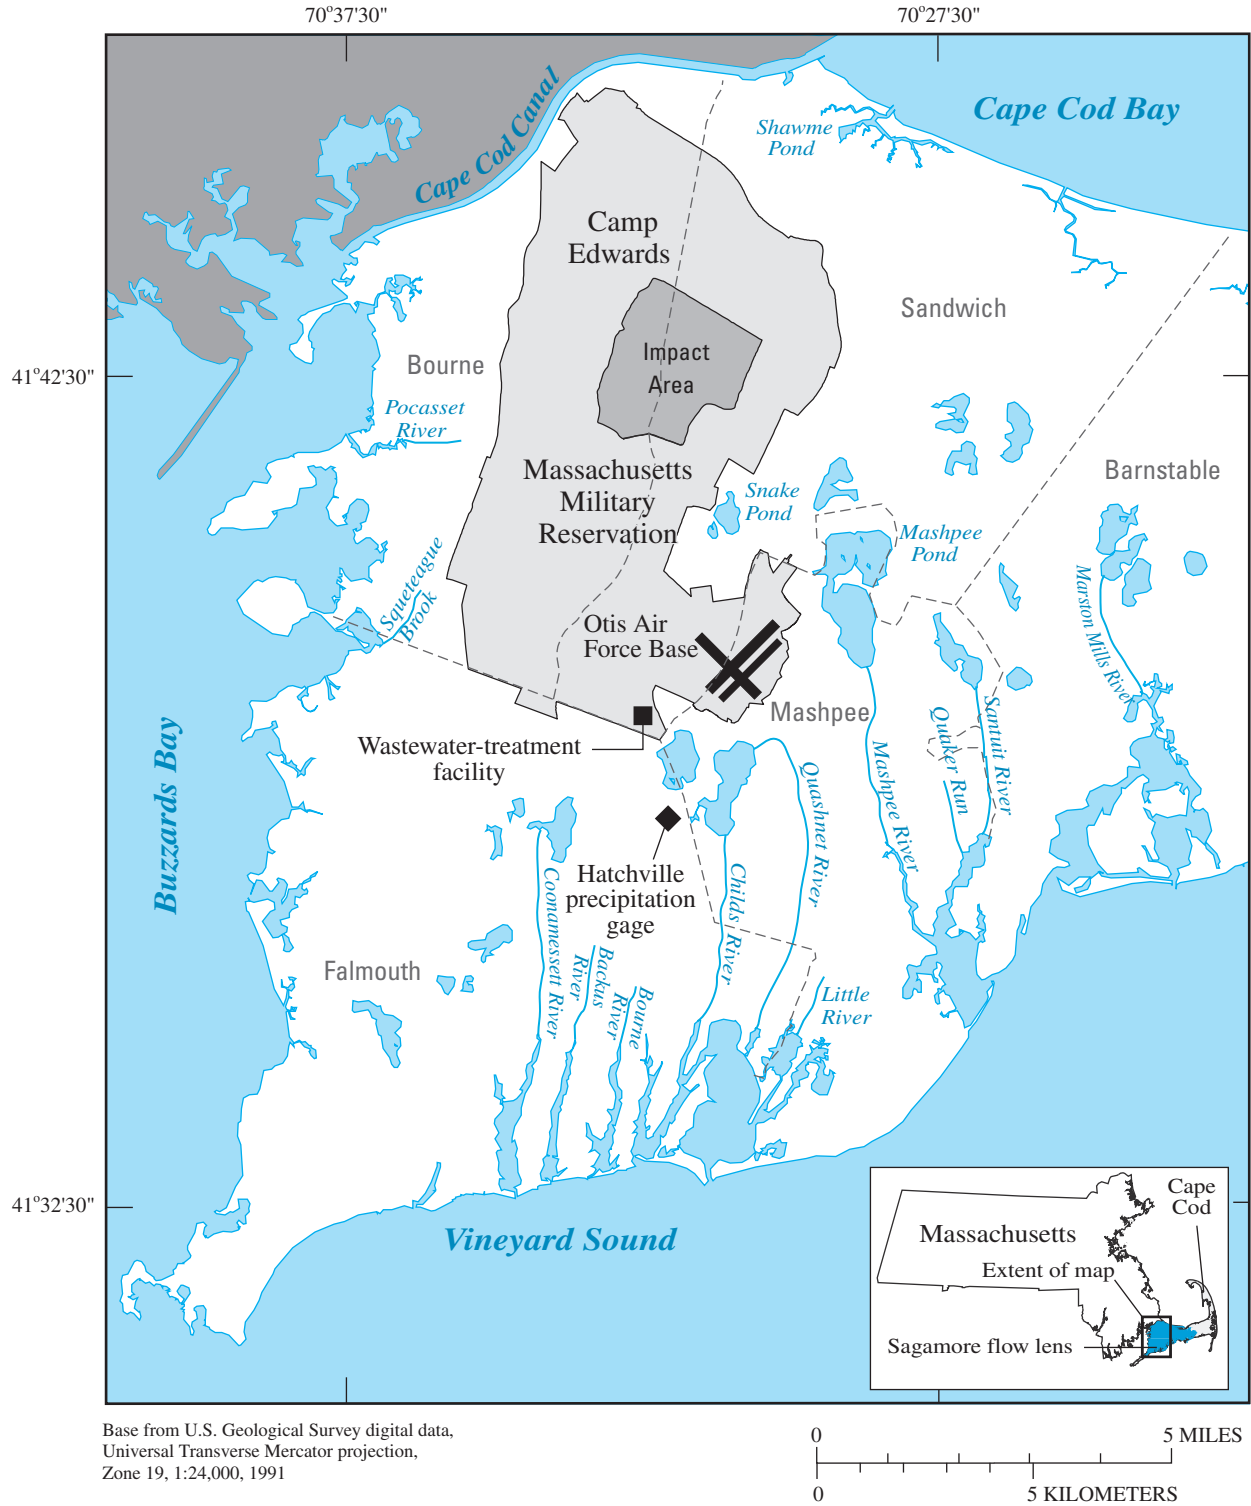 70°37'30"
70°27'30"
Cape Cod Canal
Cape Cod Bay
Shawme
Pond
Camp
Edwards
Sandwich
Impact
Area
Bourne
41°42'30"
Pocasset
River
Massachusetts
Military
Reservation
Snake
Pond
Barnstable
Mashpee
Pond
Squeteague
Brook
Marston Mills River
Otis Air
Force Base
Mashpee
Wastewater-treatment
facility
Buzzards Bay
Quashnet River
Mashpee River
Quaker Run
Santuit River
Hatchville
precipitation
gage
Coonamessett River
Childs River
Falmouth
Backus
River
Bourne
River
Little
River
41°32'30"
Vineyard Sound
Cape
Cod
Massachusetts
Extent of map
Sagamore flow lens
Base from U.S. Geological Survey digital data,
Universal Transverse Mercator projection,
Zone 19, 1:24,000, 1991
0 5 MILES
0 5 KILOMETERS